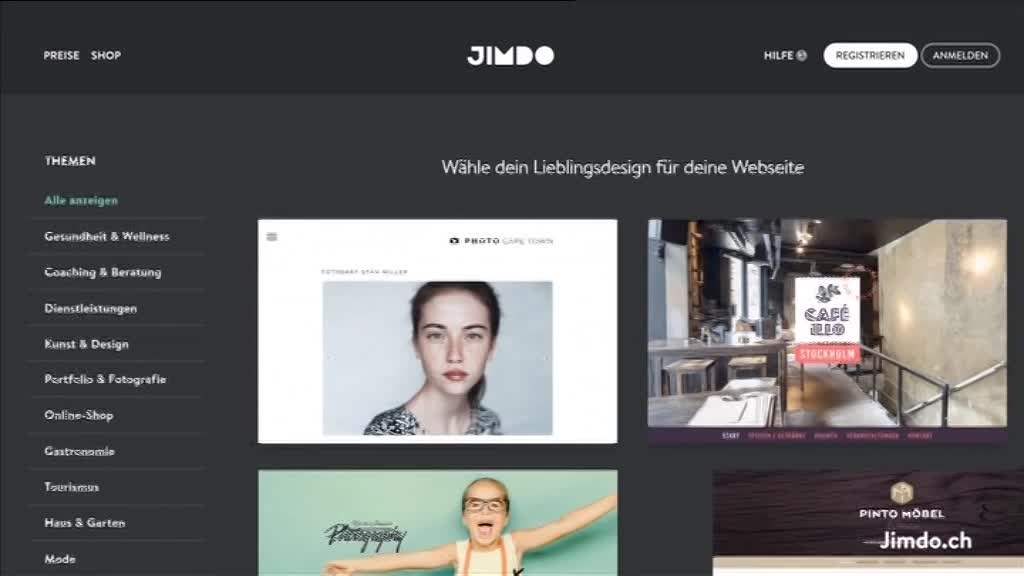 PREISE SHOP
JIMDO
HILFE
REGISTRIEREN
ANMELDEN
THEMEN
Alle anzeigen
Gesundheit & Wellness
Coaching & Beratung
Dienstleistungen
Kunst & Design
Portfolio & Fotografie
Online-Shop
Gastronomie
Tourismus
Haus & Garten
Mode
Wähle dein Lieblingsdesign für deine Webseite
PHOTO CAPE TOWN
FOTOGRAF STAN MILLER
CAFÉ
ILLO
STOCKHOLM
START
KONTAKT
Photography
PINTO MÖBEL
Jimdo.ch